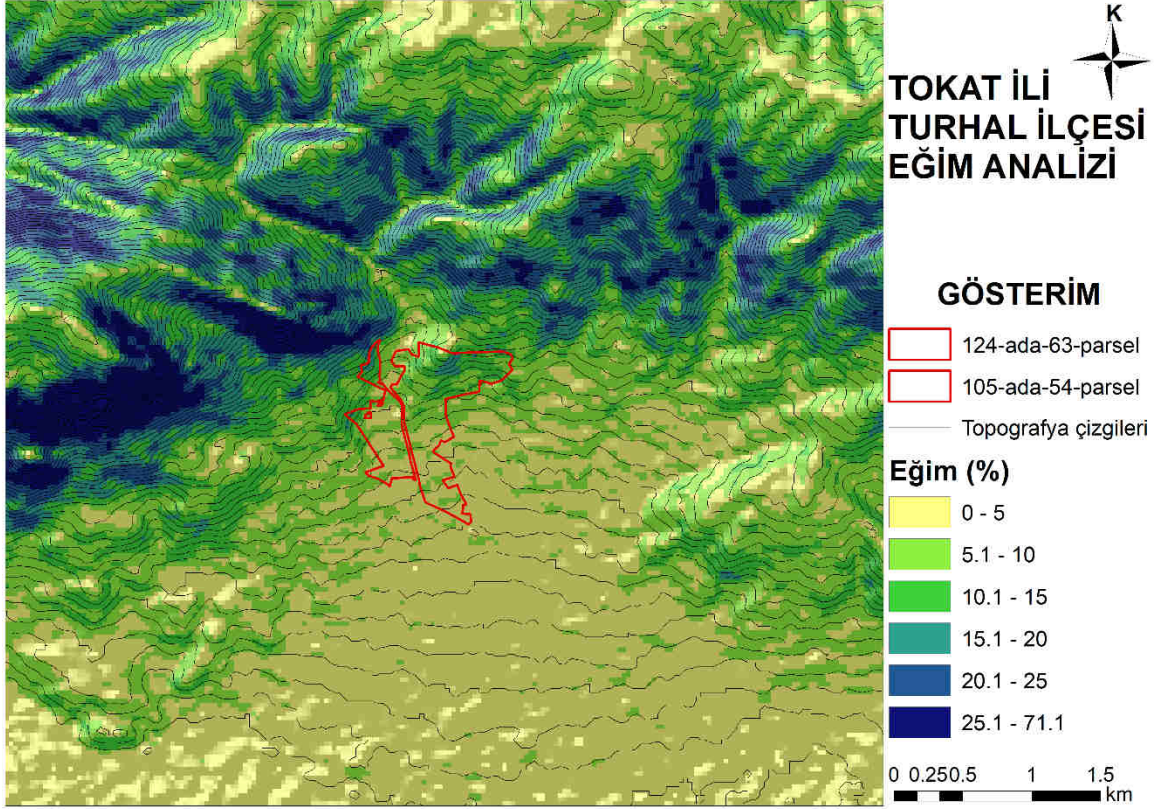 K
TOKAT İLİ
TURHAL İLÇESİ
EĞİM ANALİZİ
GÖSTERİM
124-ada-63-parsel
105-ada-54-parsel
Topografya çizgileri
Eğim (%)
0 - 5
5.1 - 10
10.1 - 15
15.1 - 20
20.1 - 25
25.1 - 71.1
0 0.25 0.5 1 1.5
km